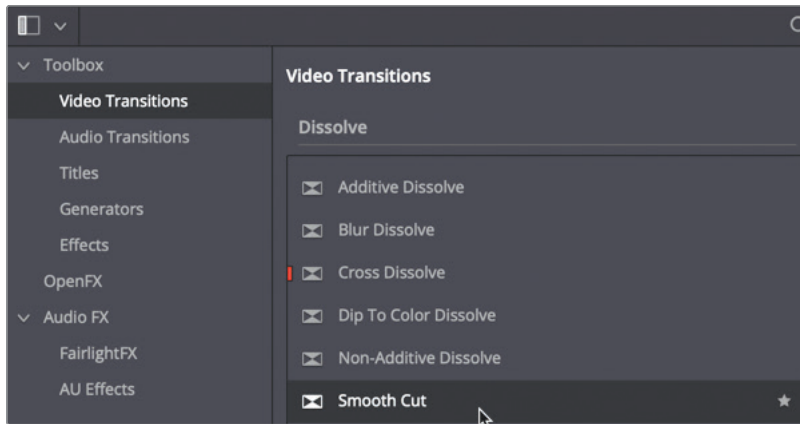 Toolbox
Video Transitions
Audio Transitions
Titles
Generators
Effects
OpenFX
Audio FX
FairlightFX
AU Effects
Video Transitions
Dissolve
Additive Dissolve
Blur Dissolve
Cross Dissolve
Dip To Color Dissolve
Non-Additive Dissolve
Smooth Cut